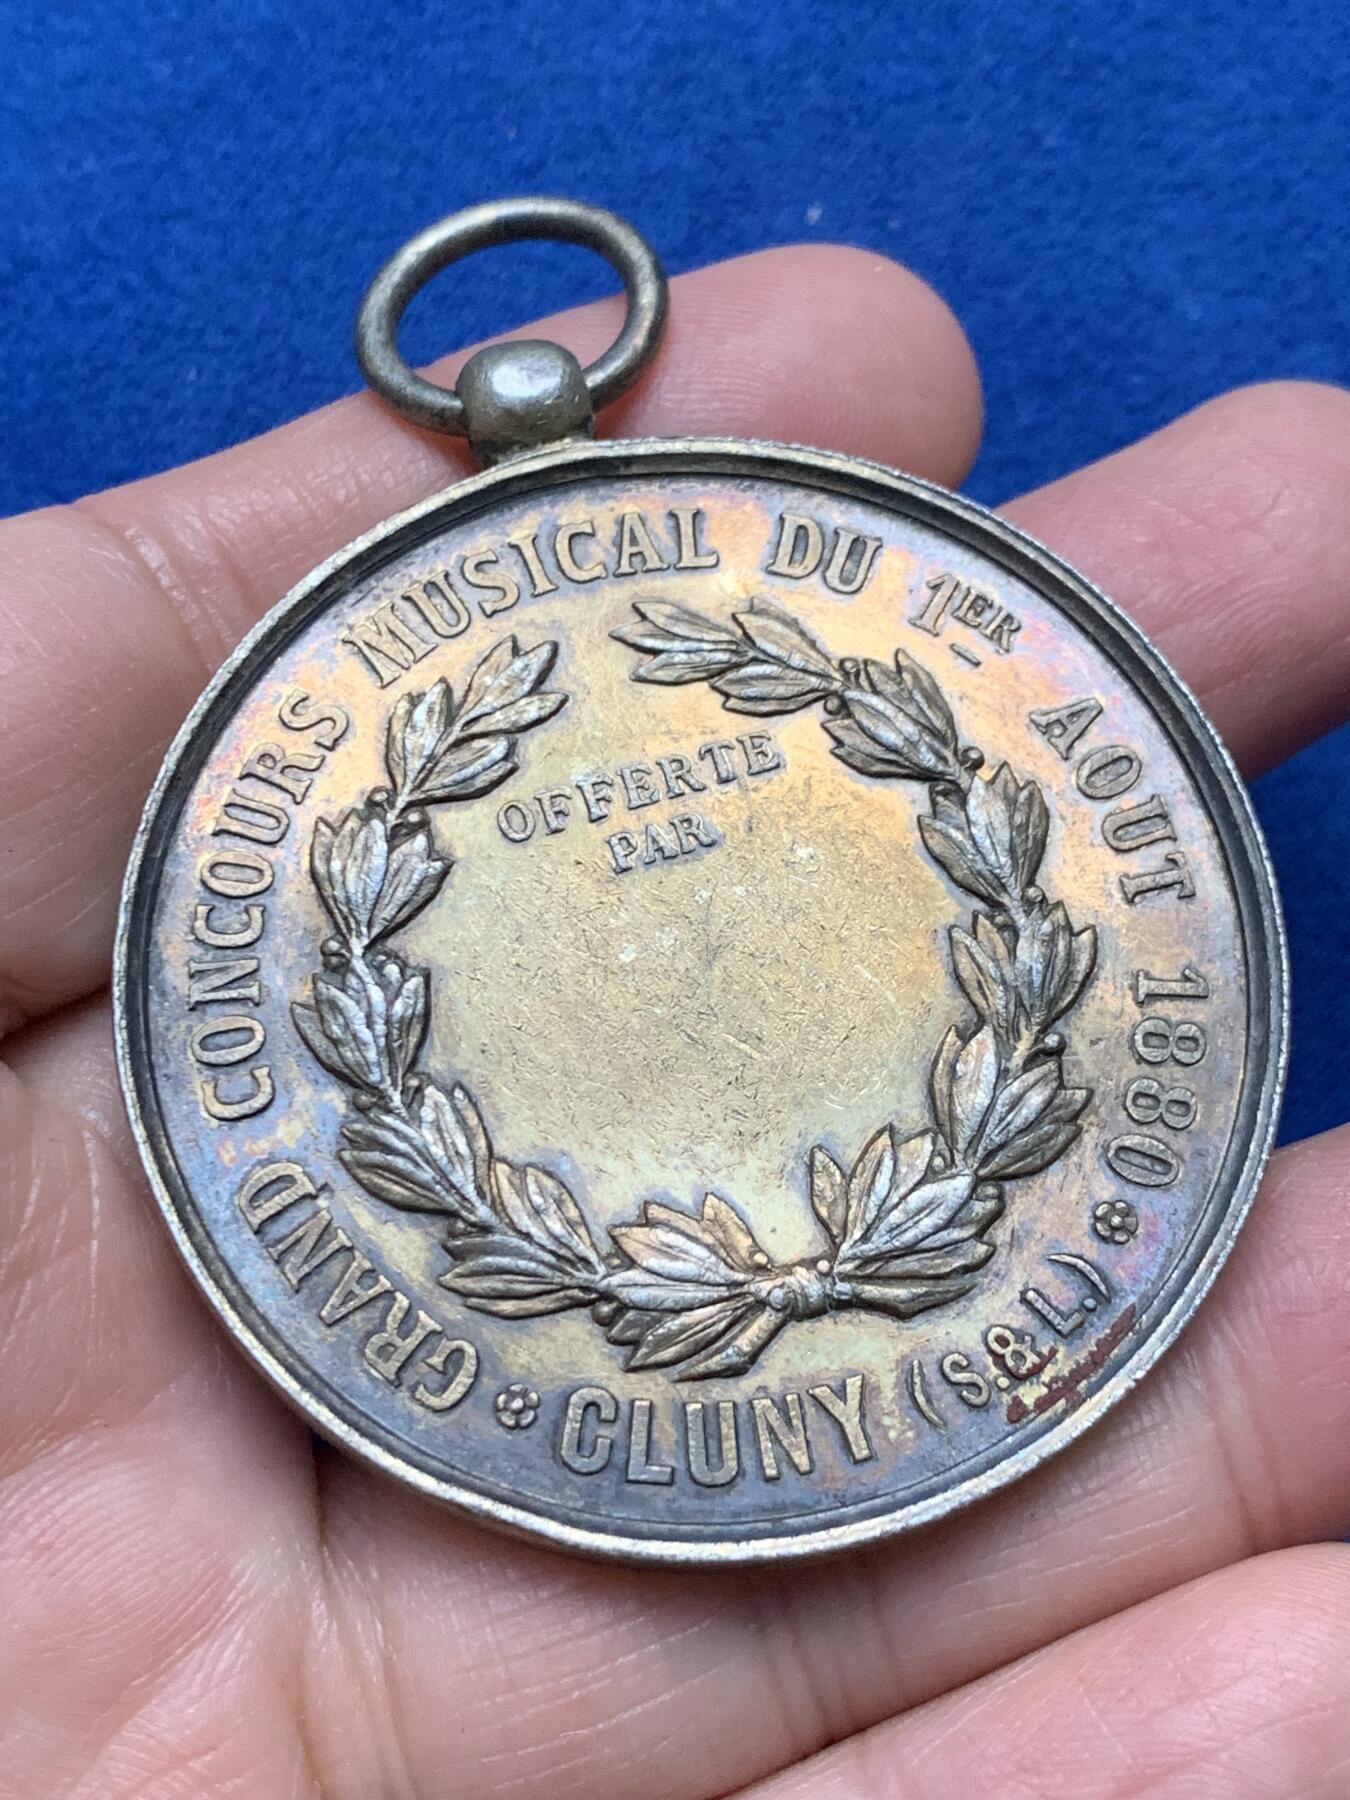 GRAND CONCOURS MUSICAL DU 1ER AOUT 1880
OFFERTE
PAR
CLUNY (S.& L.)